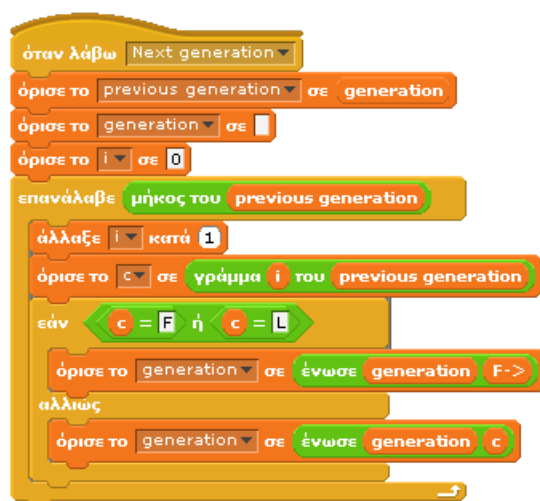 όταν λάβω Next generation
όρισε το previous generation σε generation
όρισε το generation σε
όρισε το i σε 0
επανάλαβε μήκος του previous generation
άλλαξε i κατά 1
όρισε το c σε γράμμα i του previous generation
εάν c = F ή c = L
όρισε το generation σε ένωσε generation F->
αλλιώς
όρισε το generation σε ένωσε generation c